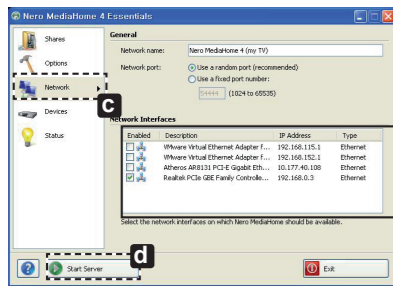 Nero MediaHome 4 Essentials
Shares
Options
Network
Devices
Status
c
General
Network name: Nero MediaHome 4 (my TV)
Network port: Use a random port (recommended)
Use a fixed port number:
54444 (1024 to 65535)
Network Interfaces
Enabled Description IP Address Type
VMware Virtual Ethernet Adapter f... 192.168.115.1 Ethernet
VMware Virtual Ethernet Adapter f... 192.168.152.1 Ethernet
Atheros AR8131 PCI-E Gigabit Eth... 10.177.40.108 Ethernet
Realtek PCIe GBE Family Controlle... 192.168.0.3 Ethernet
Select the network interfaces on which Nero MediaHome should be available.
d
? Start Server Exit